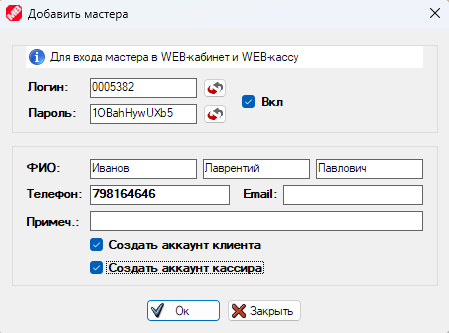 Добавить мастера
Для входа мастера в WEB-кабинет и WEB-кассу
Логин: 0005382
Пароль: 1OBahHywUXb5
Вкл
ФИО: Иванов Лаврентий Павлович
Телефон: 798164646 Email:
Примеч.:
Создать аккаунт клиента
Создать аккаунт кассира
Ок Закрыть